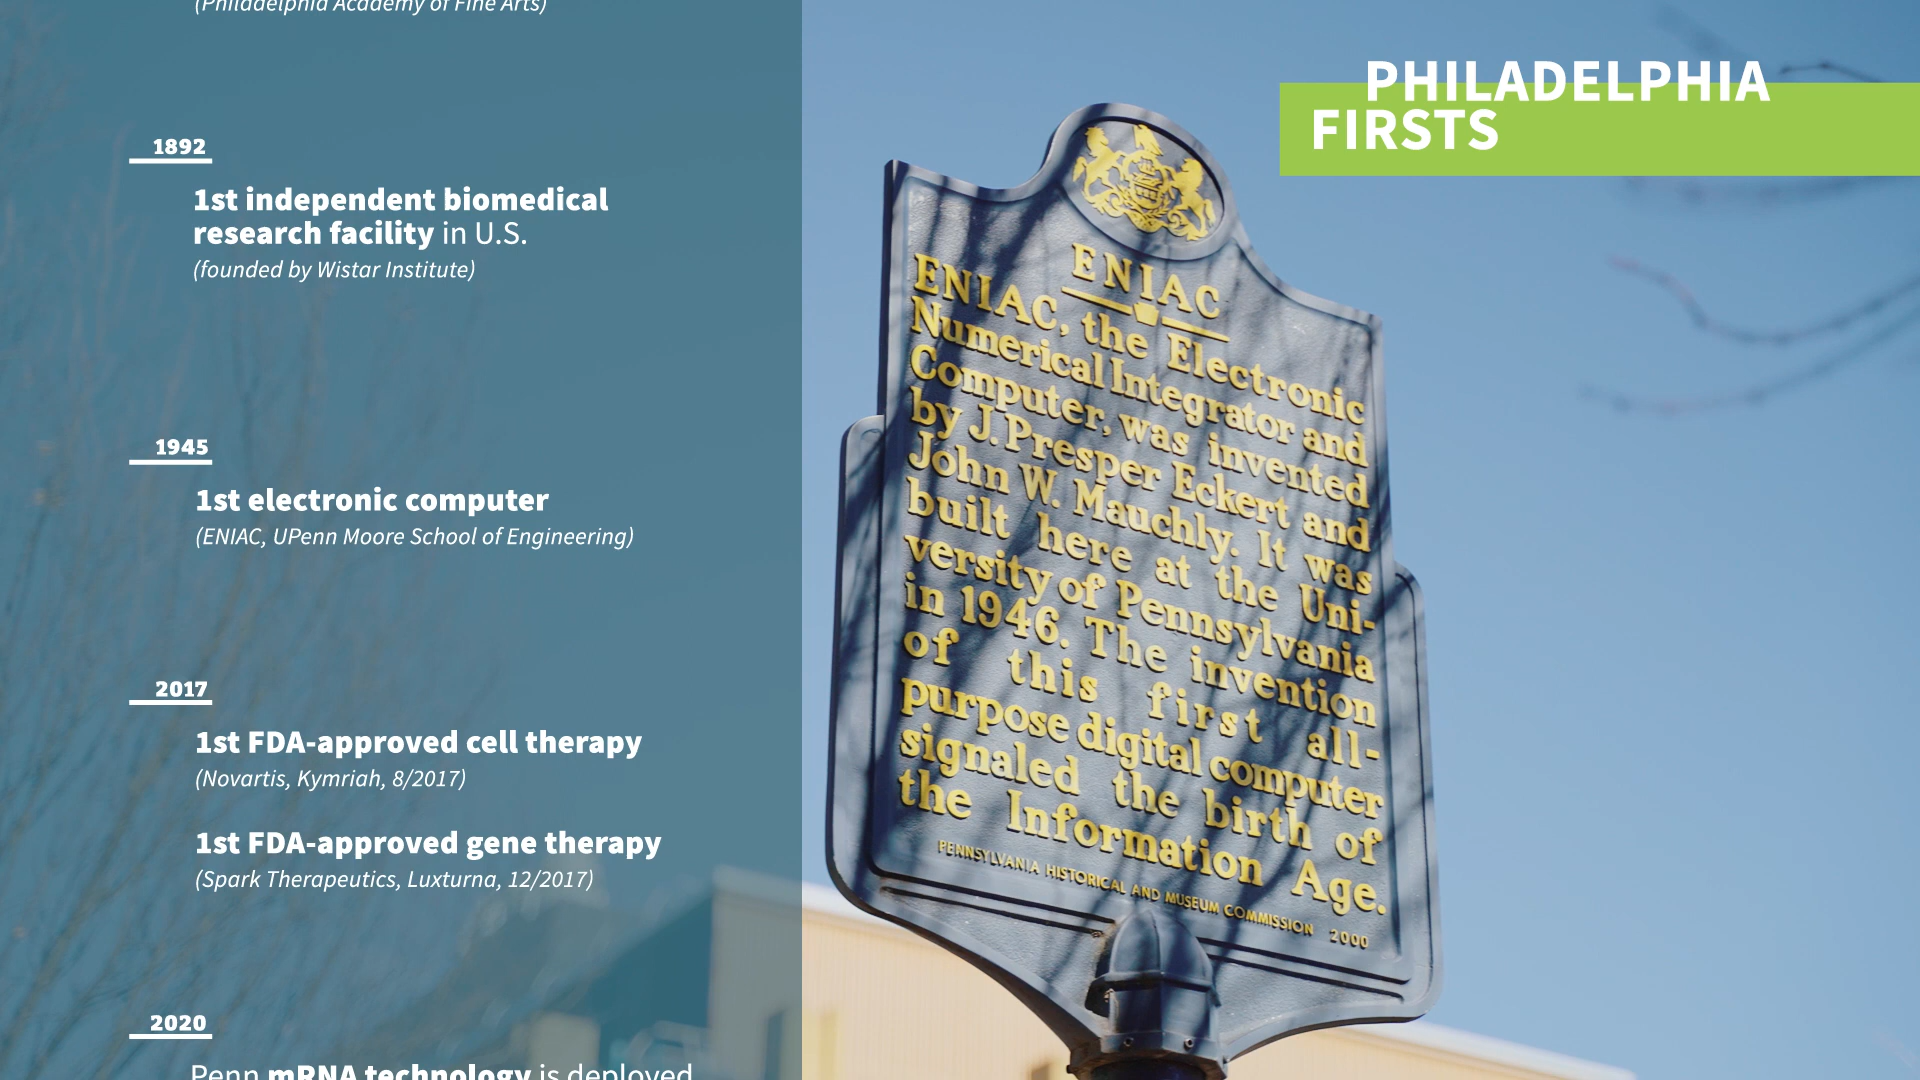 (Philadelphia Academy of Fine Arts)
1892
1st independent biomedical
research facility in U.S.
(founded by Wistar Institute)
1945
1st electronic computer
(ENIAC, UPenn Moore School of Engineering)
2017
1st FDA-approved cell therapy
(Novartis, Kymriah, 8/2017)
1st FDA-approved gene therapy
(Spark Therapeutics, Luxturna, 12/2017)
2020
Penn mRNA technology is deployed
PHILADELPHIA
FIRSTS
ENIAC
ENIAC, the Electronic
Numerical Integrator and
Computer, was invented
by J. Presper Eckert and
John W. Mauchly. It was
built here at the Uni-
versity of Pennsylvania
in 1946. The invention
of this first all-
purpose digital computer
signaled the birth of
the Information Age.
PENNSYLVANIA HISTORICAL AND MUSEUM COMMISSION 2000